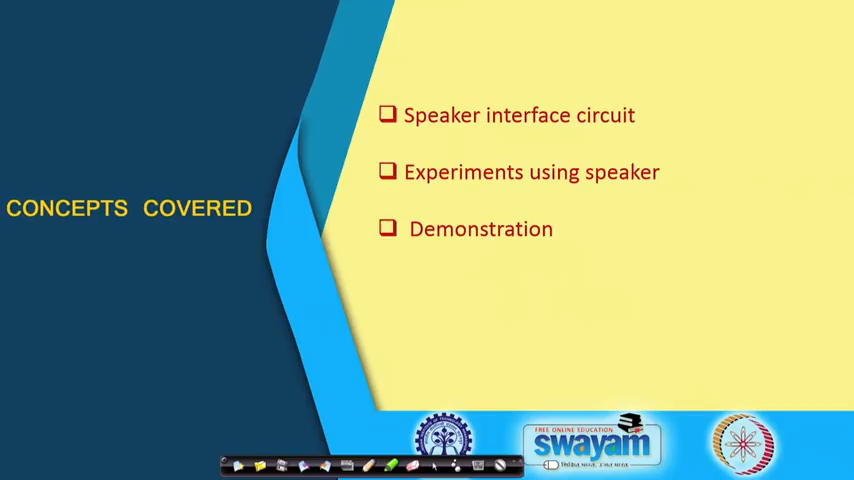 CONCEPTS COVERED
Speaker interface circuit
Experiments using speaker
Demonstration
FREE ONLINE EDUCATION
swayam